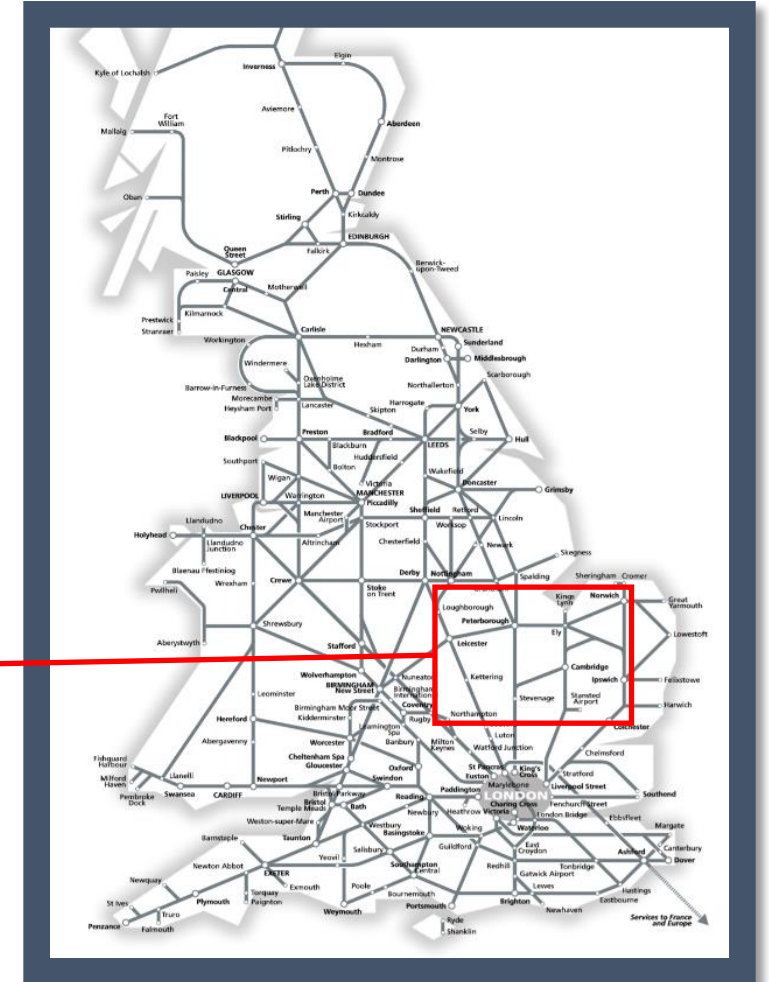 Elgin
Inverness
Kyle of Lochalsh
Aviemore
Fort
William
Aberdeen
Mallaig
Pitlochry
Montrose
Perth
Dundee
Oban
Stirling
Kirkcaldy
EDINBURGH
Queen
Street
Falkirk
Berwick-
upon-Tweed
Paisley
GLASGOW
Central
Motherwell
Prestwick
Kilmarnock
Stranraer
Carlisle
NEWCASTLE
Workington
Hexham
Sunderland
Durham
Darlington
Middlesbrough
Windermere
Scarborough
Oxenholme
Lake District
Barrow-in-Furness
Northallerton
Morecambe
Heysham Port
Lancaster
Harrogate
York
Skipton
Blackpool
Preston
Bradford
Selby
Hull
Blackburn
LEEDS
Huddersfield
Southport
Bolton
Wakefield
Wigan
Victoria
Doncaster
MANCHESTER
Piccadilly
Grimsby
LIVERPOOL
Warrington
Manchester
Airport
Sheffield
Retford
Llandudno
Stockport
Worksop
Lincoln
Chester
Holyhead
Llandudno
Junction
Altrincham
Chesterfield
Newark
Skegness
Blaenau Ffestiniog
Wrexham
Crewe
Derby
Nottingham
Spalding
Sheringham
Cromer
Pwllheli
Stoke
on Trent
Kings
Lynn
Norwich
Great
Yarmouth
Loughborough
Peterborough
Shrewsbury
Ely
Lowestoft
Aberystwyth
Stafford
Leicester
Wolverhampton
Nuneaton
Kettering
Cambridge
BIRMINGHAM
New Street
Birmingham
International
Ipswich
Felixstowe
Leominster
Birmingham Moor Street
Coventry
Stevenage
Stansted
Airport
Harwich
Hereford
Kidderminster
Rugby
Northampton
Colchester
Leamington
Spa
Abergavenny
Worcester
Banbury
Milton
Keynes
Luton
Watford Junction
Chelmsford
Cheltenham Spa
Gloucester
Fishguard
Harbour
Oxford
St Pancras
Euston
King's
Cross
Stratford
Milford
Haven
Llanelli
Swindon
Marylebone
Liverpool Street
Pembroke
Dock
Swansea
CARDIFF
Newport
Bristol Parkway
Reading
Paddington
LONDON
Southend
Bristol
Temple Meads
Bath
Newbury
Heathrow
Victoria
Charing Cross
Fenchurch Street
London Bridge
Ebbsfleet
Weston-super-Mare
Westbury
Basingstoke
Woking
Waterloo
Margate
Barnstaple
Taunton
Salisbury
Guildford
East
Croydon
Canterbury
Ashford
Dover
Yeovil
Newton Abbot
Southampton
Central
Redhill
Tonbridge
Gatwick Airport
EXETER
Newquay
Exmouth
Poole
Bournemouth
Lewes
Hastings
Torquay
Paignton
Eastbourne
St Ives
Plymouth
Weymouth
Portsmouth
Brighton
Newhaven
Truro
Penzance
Falmouth
Ryde
Shanklin
Services to France
and Europe